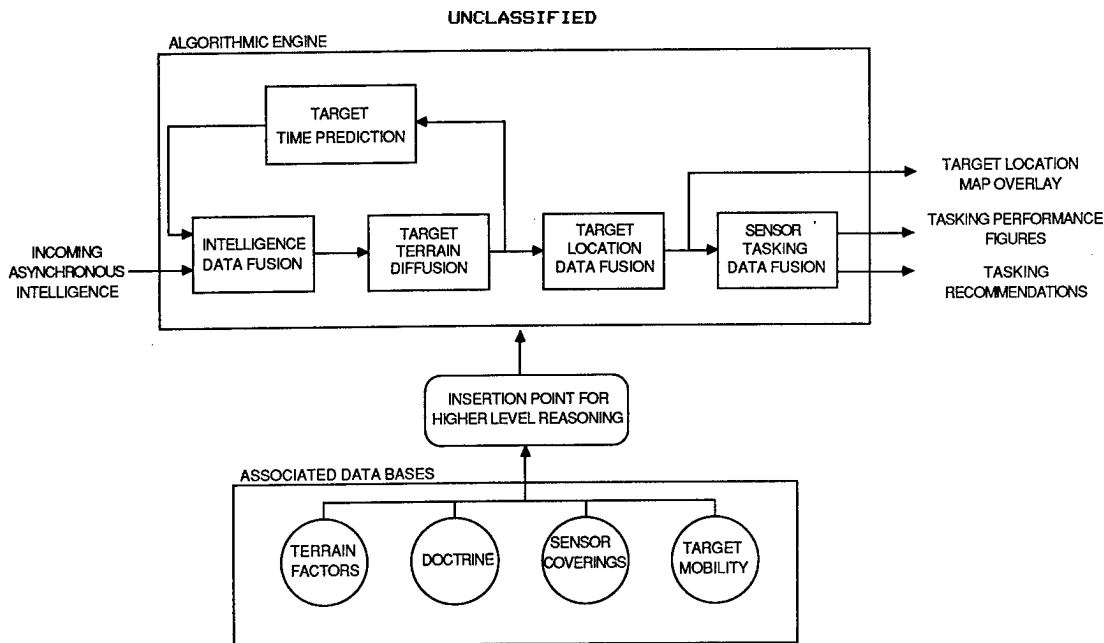 UNCLASSIFIED
ALGORITHMIC ENGINE
TARGET
TIME PREDICTION
INCOMING
ASYNCHRONOUS
INTELLIGENCE
INTELLIGENCE
DATA FUSION
TARGET
TERRAIN
DIFFUSION
TARGET
LOCATION
DATA FUSION
SENSOR
TASKING
DATA FUSION
TARGET LOCATION
MAP OVERLAY
TASKING PERFORMANCE
FIGURES
TASKING
RECOMMENDATIONS
INSERTION POINT FOR
HIGHER LEVEL REASONING
ASSOCIATED DATA BASES
TERRAIN
FACTORS
DOCTRINE
SENSOR
COVERINGS
TARGET
MOBILITY